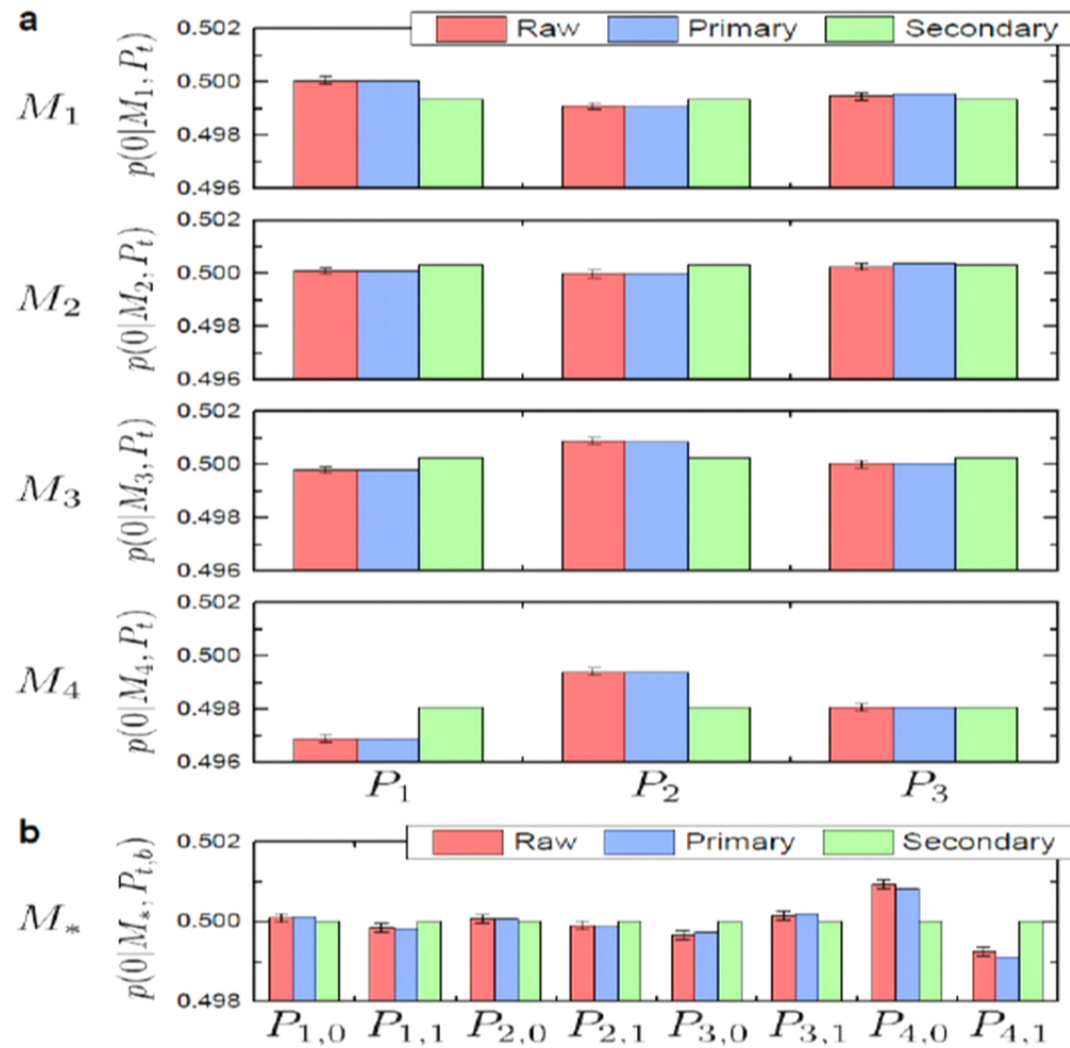 a
Raw Primary Secondary
M₁ p(0|M₁, Pₜ) 0.502 0.500 0.498 0.496
M₂ p(0|M₂, Pₜ) 0.502 0.500 0.498 0.496
M₃ p(0|M₃, Pₜ) 0.502 0.500 0.498 0.496
M₄ p(0|M₄, Pₜ) 0.502 0.500 0.498 0.496
P₁ P₂ P₃
b
Raw Primary Secondary
M* p(0|M*, Pₜ,b) 0.502 0.500 0.498
P₁,₀ P₁,₁ P₂,₀ P₂,₁ P₃,₀ P₃,₁ P₄,₀ P₄,₁